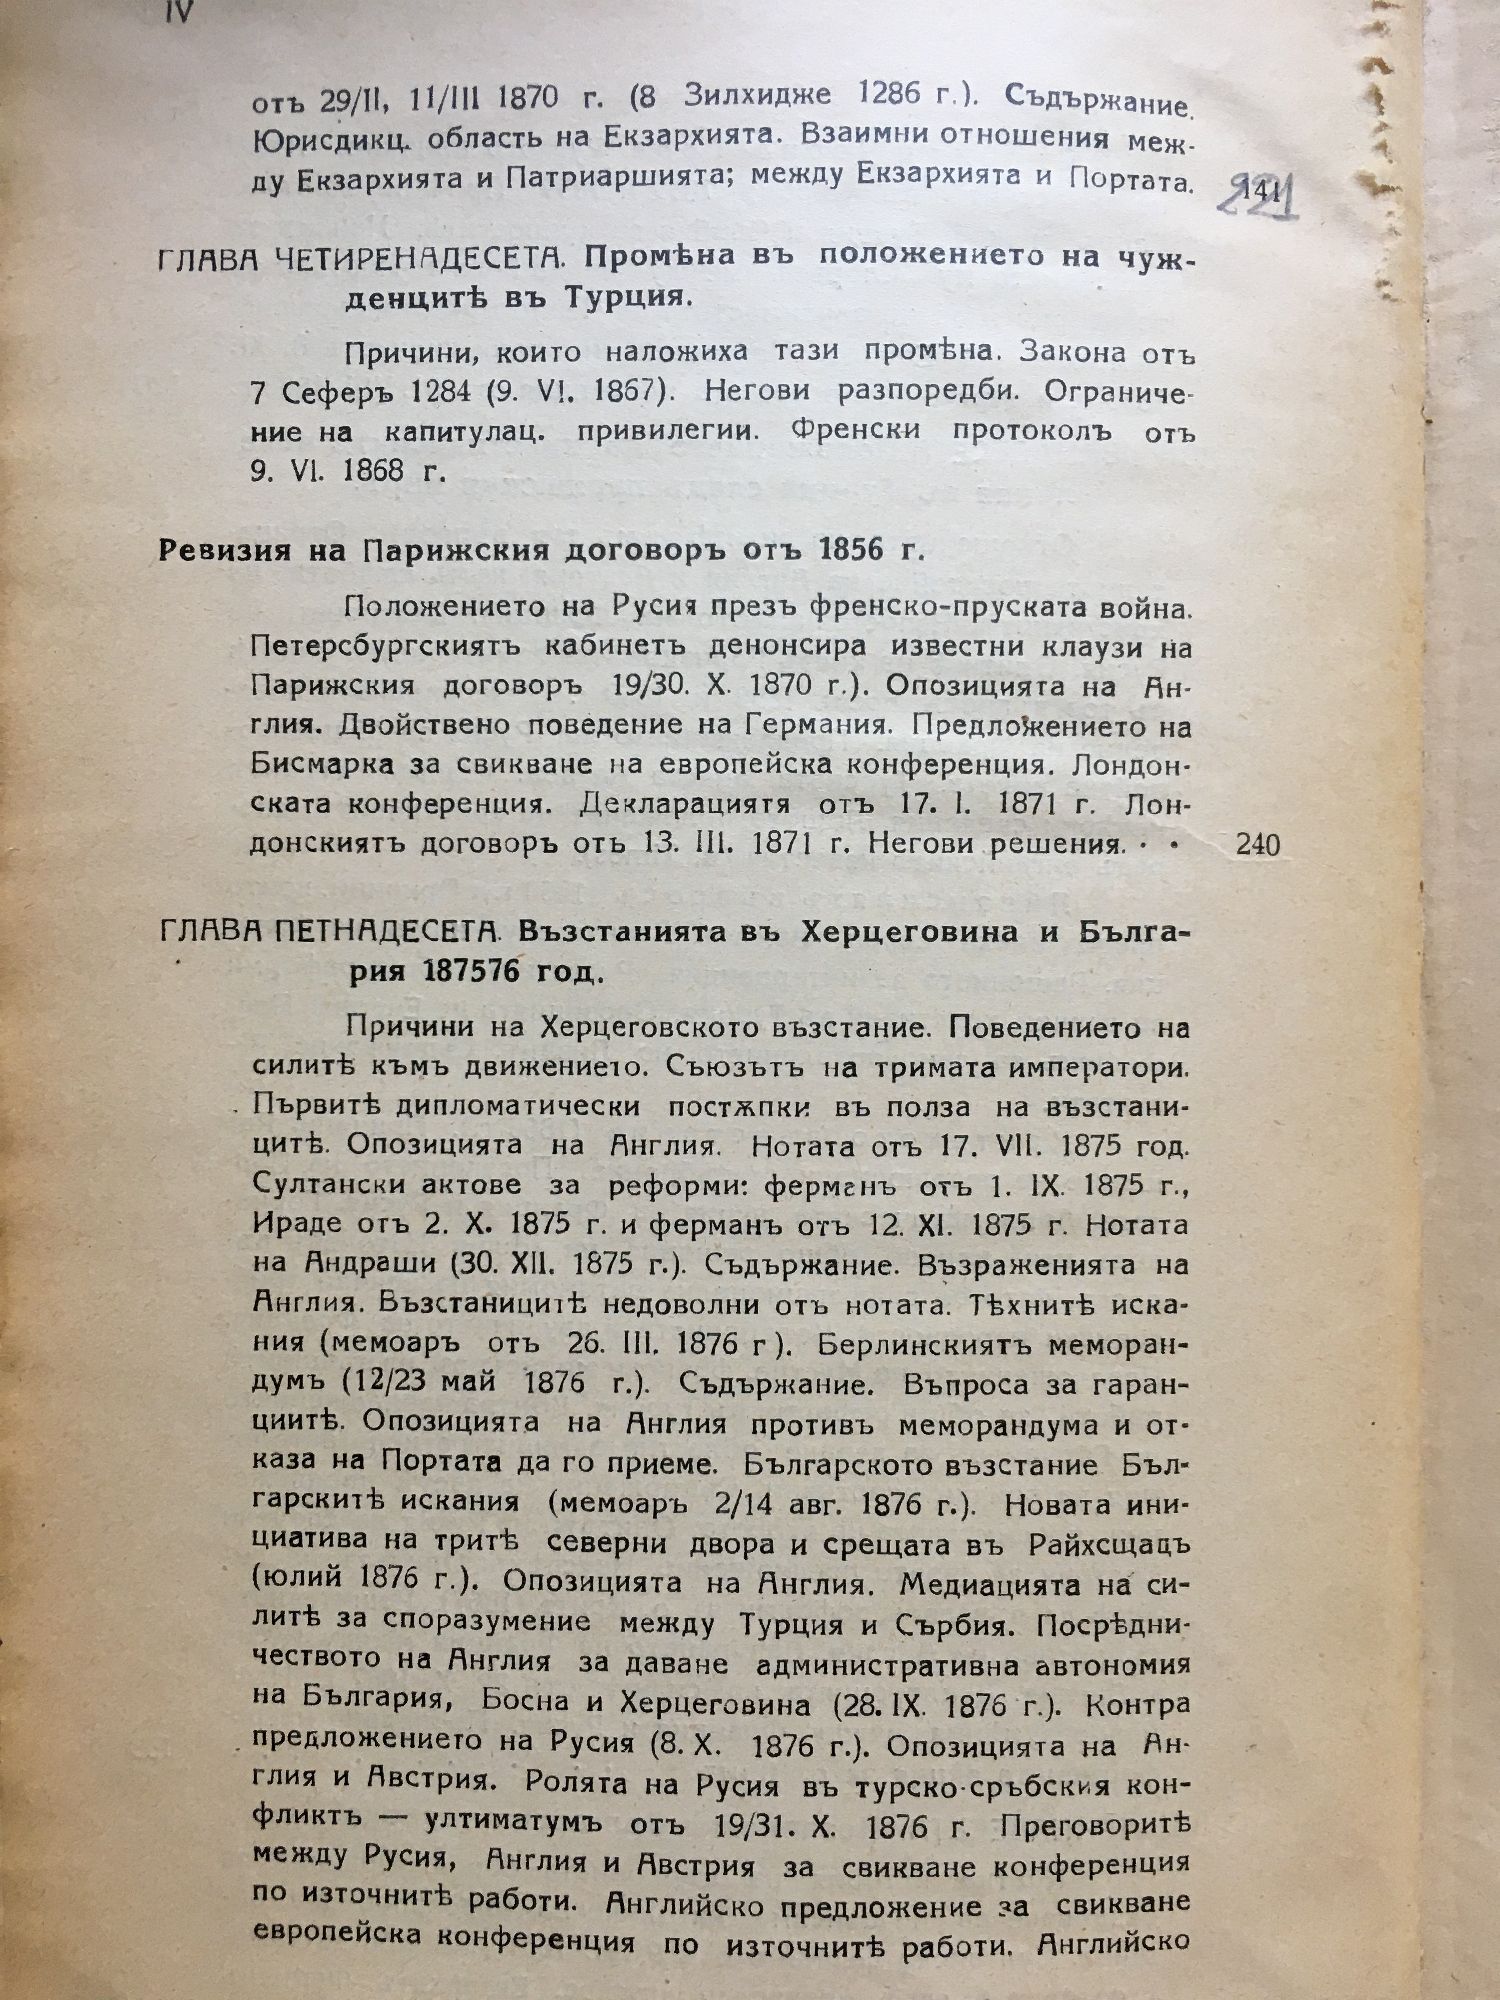 IV
отъ 29/II, 11/III 1870 г. (8 Зилхидже 1286 г.). Съдържание.
Юрисдикц. область на Екзархията. Взаимни отношения меж-
ду Екзархията и Патриаршията; между Екзархията и Портата. 141 221
ГЛАВА ЧЕТИРЕНАДЕСЕТА. Промѣна въ положението на чуж-
денцитѣ въ Турция.
Причини, които наложиха тази промѣна. Закона отъ
7 Сеферъ 1284 (9. VI. 1867). Негови разпоредби. Ограниче-
ние на капитулац. привилегии. Френски протоколъ отъ
9. VI. 1868 г.
Ревизия на Парижския договоръ отъ 1856 г.
Положението на Русия презъ френско-пруската война.
Петерсбургскиятъ кабинетъ денонсира известни клаузи на
Парижския договоръ 19/30. X. 1870 г.). Опозицията на Ан-
глия. Двойствено поведение на Германия. Предложението на
Бисмарка за свикване на европейска конференция. Лондон-
ската конференция. Декларациятя отъ 17. I. 1871 г. Лон-
донскиятъ договоръ отъ 13. III. 1871 г. Негови решения. · · 240
ГЛАВА ПЕТНАДЕСЕТА. Възстанията въ Херцеговина и Бълга-
рия 187576 год.
Причини на Херцеговското възстание. Поведението на
силитѣ къмъ движението. Съюзътъ на тримата императори.
Първитѣ дипломатически постѫпки въ полза на възстани-
цитѣ. Опозицията на Англия. Нотата отъ 17. VII. 1875 год.
Султански актове за реформи: ферманъ отъ 1. IX. 1875 г.,
Ираде отъ 2. X. 1875 г. и ферманъ отъ 12. XI. 1875 г. Нотата
на Андраши (30. XII. 1875 г.). Съдържание. Възраженията на
Англия. Възстаницитѣ недоволни отъ нотата. Тѣхнитѣ иска-
ния (мемоаръ отъ 26. III. 1876 г ). Берлинскиятъ меморан-
думъ (12/23 май 1876 г.). Съдържание. Въпроса за гаран-
циитѣ. Опозицията на Англия противъ меморандума и от-
каза на Портата да го приеме. Българското възстание Бъл-
гарскитѣ искания (мемоаръ 2/14 авг. 1876 г.). Новата ини-
циатива на тритѣ северни двора и срещата въ Райхсщадъ
(юлий 1876 г.). Опозицията на Англия. Медиацията на си-
литѣ за споразумение между Турция и Сърбия. Посрѣдни-
чеството на Англия за даване административна автономия
на България, Босна и Херцеговина (28. IX. 1876 г.). Контра
предложението на Русия (8. X. 1876 г.). Опозицията на Ан-
глия и Австрия. Ролята на Русия въ турско-сръбския кон-
фликтъ — ултиматумъ отъ 19/31. X. 1876 г. Преговоритѣ
между Русия, Англия и Австрия за свикване конференция
по източнитѣ работи. Английско предложение за свикване
европейска конференция по източнитѣ работи. Английско